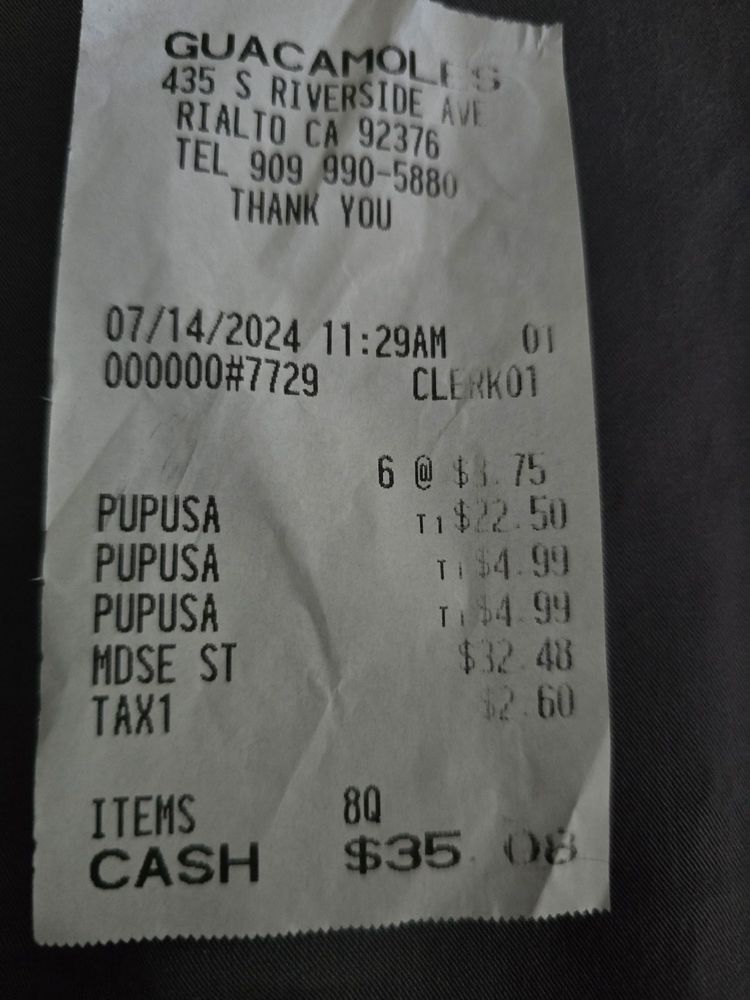 GUACAMOLES
435 S RIVERSIDE AVE
RIALTO CA 92376
TEL 909 990-5880
THANK YOU
07/14/2024 11:29AM 01
000000#7729 CLERK01
6 @ $3.75
PUPUSA T1 $22.50
PUPUSA T1 $4.99
PUPUSA T1 $4.99
MDSE ST $32.48
TAX1 $2.60
ITEMS 8Q
CASH $35.08